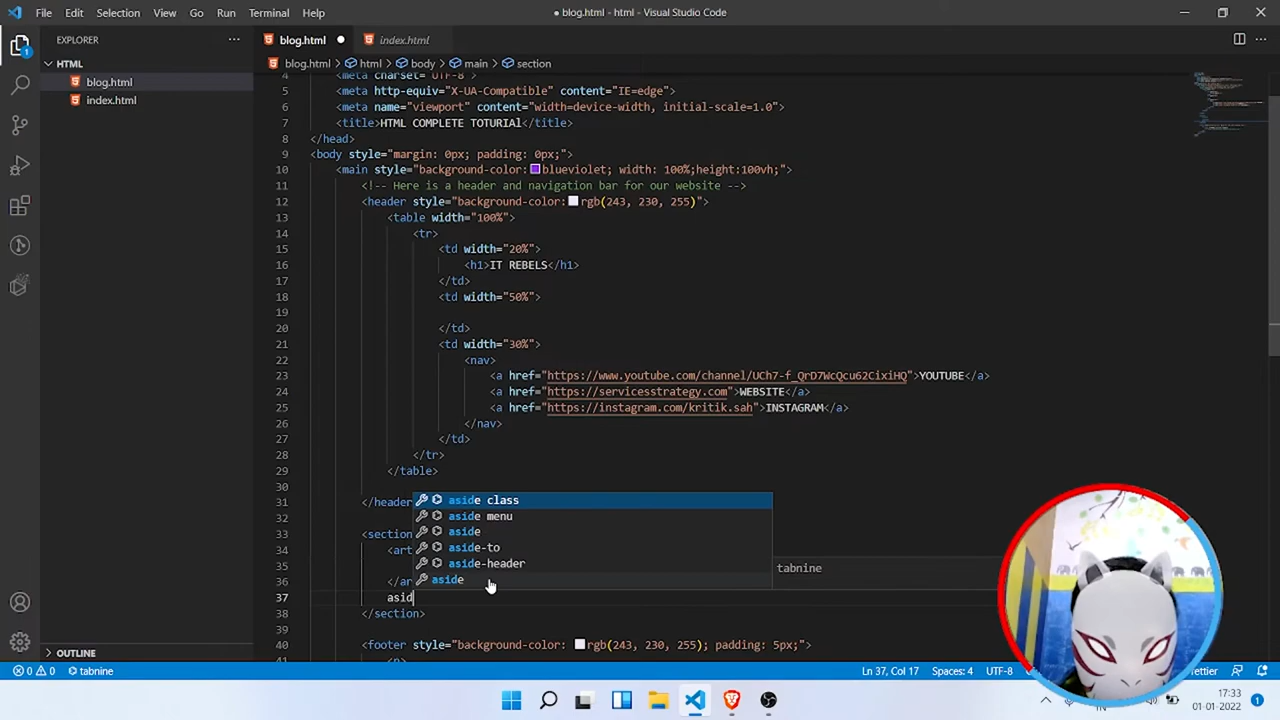 File Edit Selection View Go Run Terminal Help
● blog.html - html - Visual Studio Code
EXPLORER
HTML
blog.html
index.html
OUTLINE
blog.html ● index.html
blog.html > html > body > main > section
4 <meta charset="UTF-8">
5 <meta http-equiv="X-UA-Compatible" content="IE=edge">
6 <meta name="viewport" content="width=device-width, initial-scale=1.0">
7 <title>HTML COMPLETE TOTURIAl</title>
8 </head>
9 <body style="margin: 0px; padding: 0px;">
10 <main style="background-color: blueviolet; width: 100%;height:100vh;">
11 <!-- Here is a header and navigation bar for our website -->
12 <header style="background-color: rgb(243, 230, 255)">
13 <table width="100%">
14 <tr>
15 <td width="20%">
16 <h1>IT REBELS</h1>
17 </td>
18 <td width="50%">
19
20 </td>
21 <td width="30%">
22 <nav>
23 <a href="https://www.youtube.com/channel/UCh7-f_QrD7WcQcu62CixiHQ">YOUTUBE</a>
24 <a href="https://servicesstrategy.com">WEBSITE</a>
25 <a href="https://instagram.com/kritik.sah">INSTAGRAM</a>
26 </nav>
27 </td>
28 </tr>
29 </table>
30
31 </header
32
33 <section
34 <art
35
36 </ar
37 asid
38 </section>
39
40 <footer style="background-color: rgb(243, 230, 255); padding: 5px;">
41 <p>
aside class
aside menu
aside
aside-to
aside-header
aside
tabnine
0 0 tabnine
Ln 37, Col 17 Spaces: 4 UTF-8 ettier
IN
17:33
01-01-2022
1